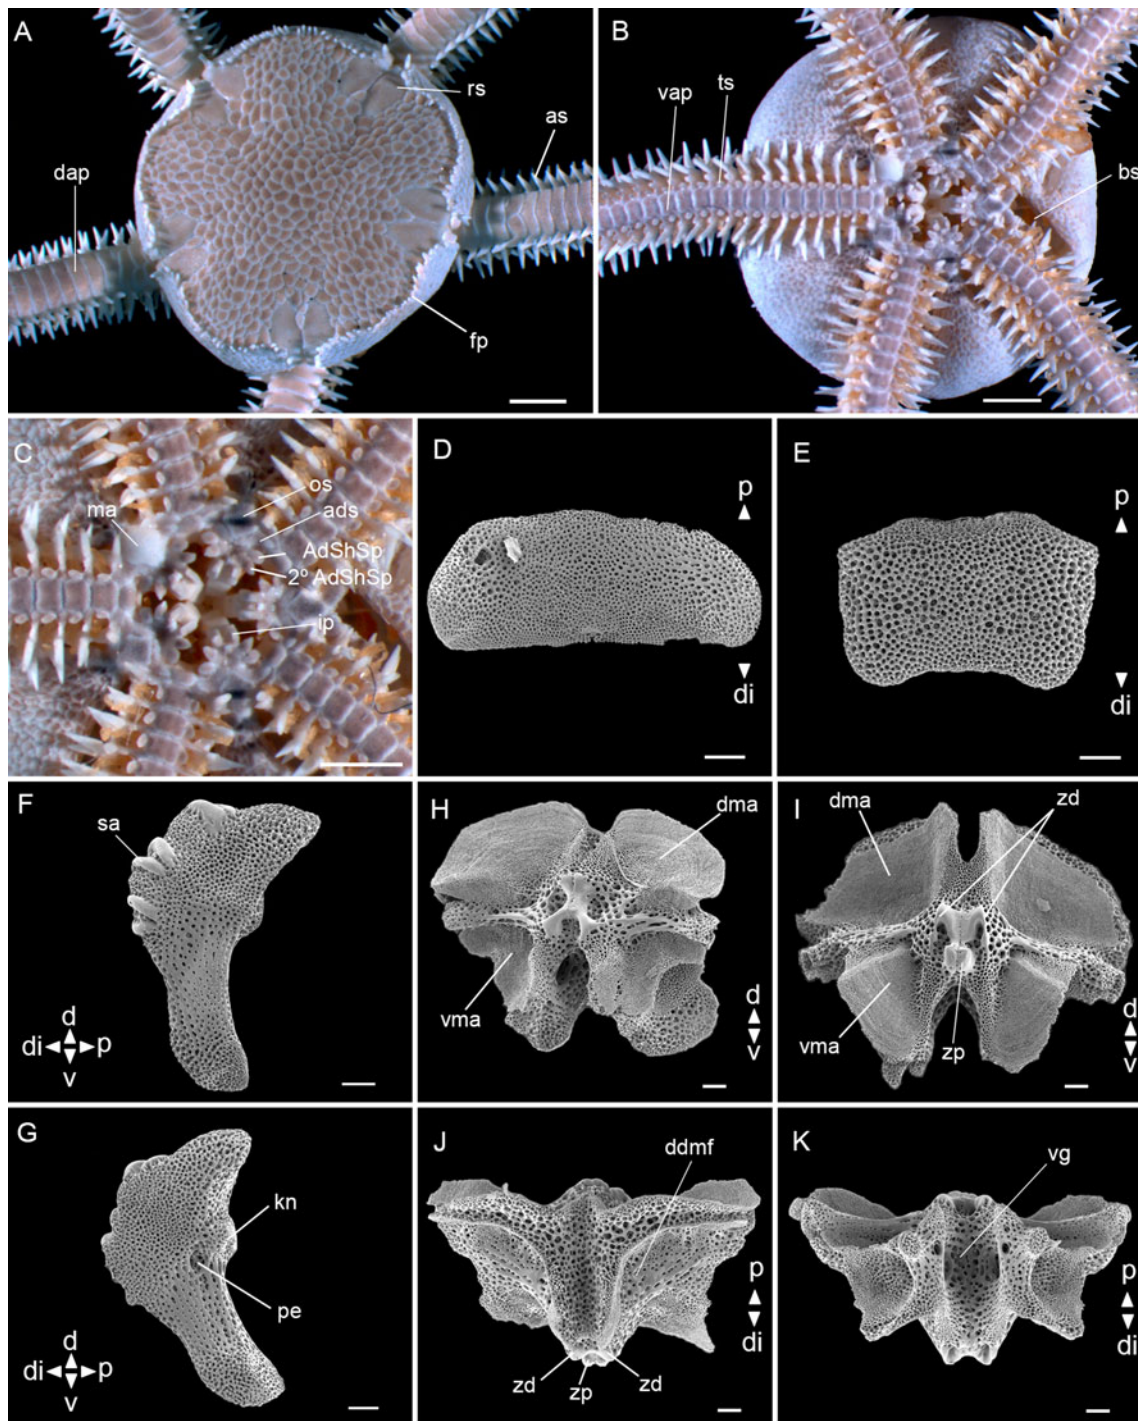 A
rs
as
dap
fp
B
vap
ts
bs
C
os
ma
ads
AdShSp
2º AdShSp
ip
D
p
di
E
p
di
F
sa
d
di p
v
H
dma
vma
d
v
I
dma
zd
vma
zp
d
v
G
kn
pe
d
di p
v
J
ddmf
p
di
zd
zp
zd
K
vg
p
di